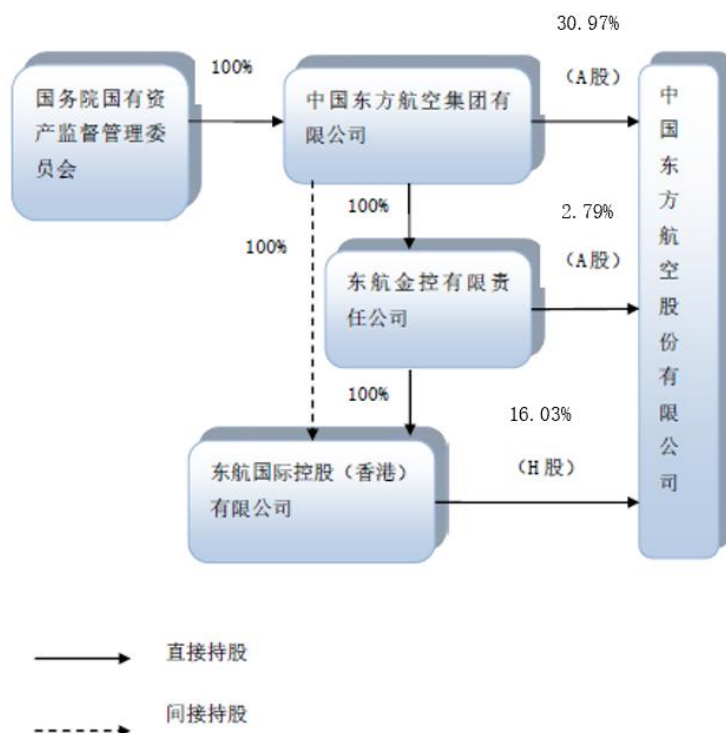 30.97%
100%
(A股)
国务院国有资
产监督管理委
员会
中国东方航空集团有
限公司
100%
2.79%
100%
(A股)
东航金控有限责
任公司
100%
16.03%
(H股)
东航国际控股（香港）
有限公司
中国东方航空股份有限公司
直接持股
间接持股